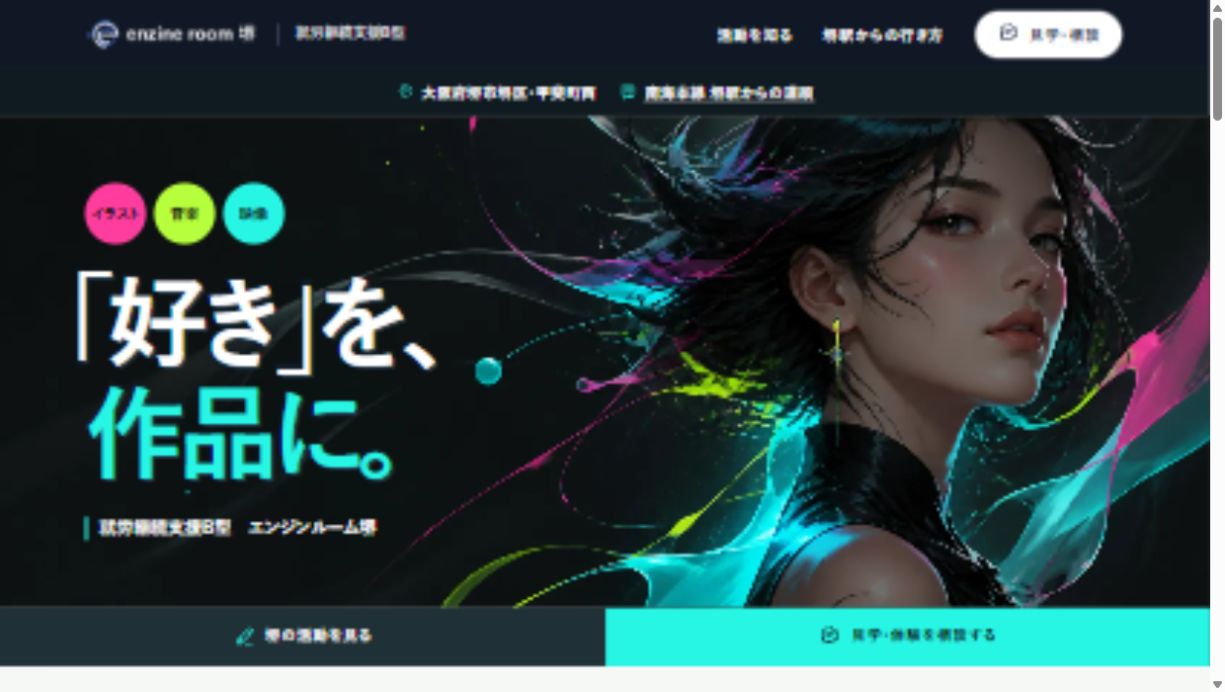 enzine room 堺
就労継続支援B型
活動を知る
堺駅からの行き方
見学・相談
大阪府堺市堺区・甲斐町西
南海本線 堺駅からの道順
イラスト
音楽
映像
「好き」を、
作品に。
就労継続支援B型 エンジンルーム堺
堺の活動を見る
見学・体験を相談する